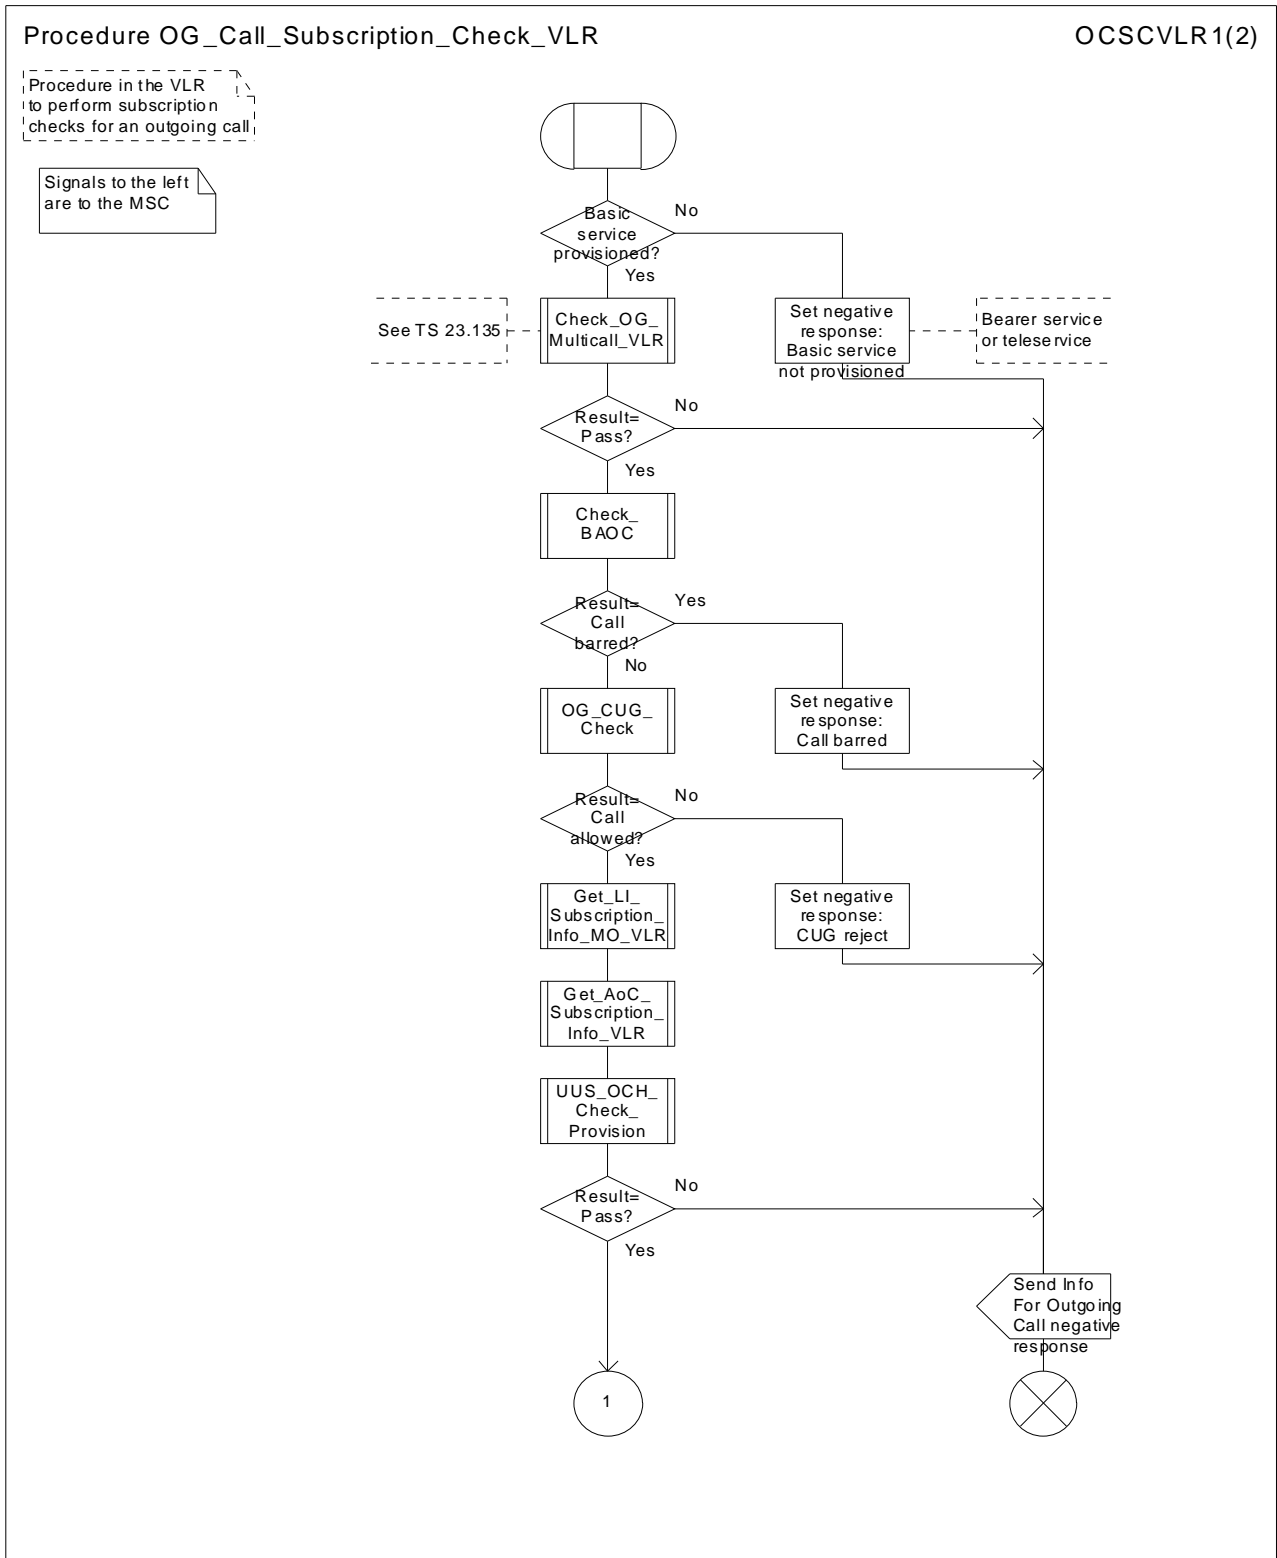 Procedure OG_Call_Subscription_Check_VLR
OCSCVLR1(2)
Procedure in the VLR
to perform subscription
checks for an outgoing call
Signals to the left
are to the MSC
Basic
service
provisioned?
No
Yes
See TS 23.135
Check_OG_
Multicall_VLR
Set negative
response:
Basic service
not provisioned
Bearer service
or teleservice
Result=
Pass?
No
Yes
Check_
BAOC
Result=
Call
barred?
Yes
No
OG_CUG_
Check
Set negative
response:
Call barred
Result=
Call
allowed?
No
Yes
Get_LI_
Subscription_
Info_MO_VLR
Set negative
response:
CUG reject
Get_AoC_
Subscription_
Info_VLR
UUS_OCH_
Check_
Provision
Result=
Pass?
No
Yes
Send Info
For Outgoing
Call negative
response
1